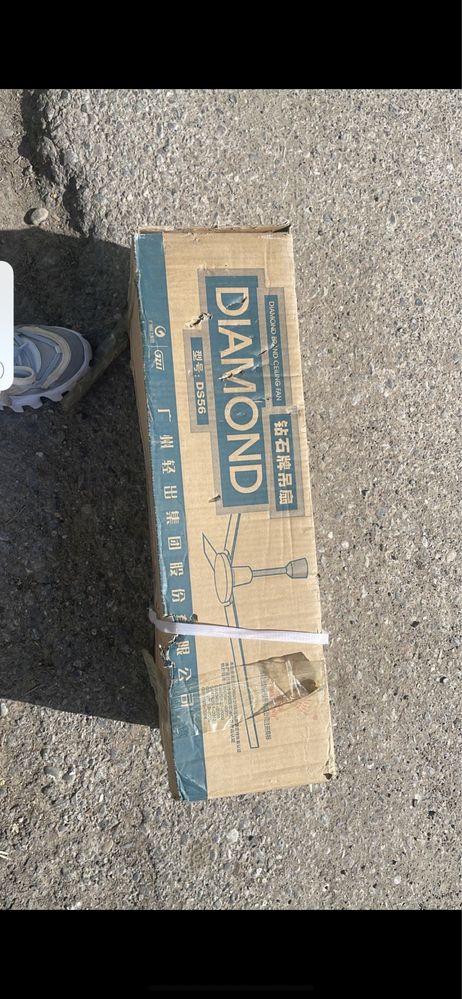 DIAMOND BRAND CEILING FAN
DIAMOND
钻石牌吊扇
型号：DS56
GZLI
广州轻出集团股份 限公司